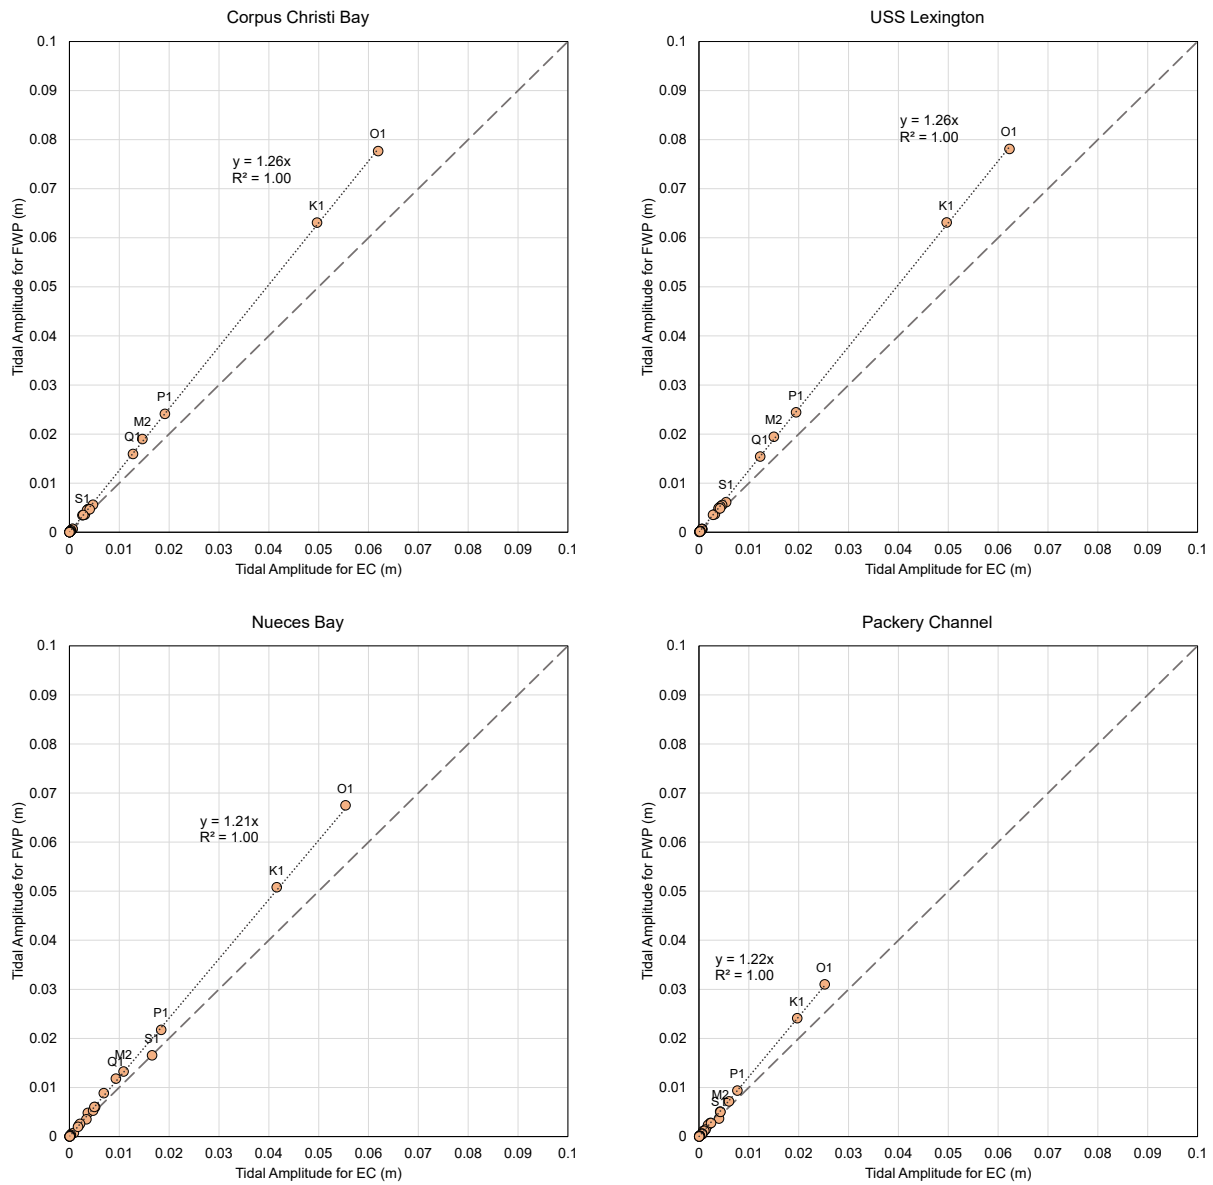 Corpus Christi Bay
0.1
0.09
0.08
0.07
0.06
0.05
0.04
0.03
0.02
0.01
0
Tidal Amplitude for FWP (m)
O1
y = 1.26x
R² = 1.00
K1
P1
M2
Q1
S1
0 0.01 0.02 0.03 0.04 0.05 0.06 0.07 0.08 0.09 0.1
Tidal Amplitude for EC (m)
USS Lexington
0.1
0.09
0.08
0.07
0.06
0.05
0.04
0.03
0.02
0.01
0
Tidal Amplitude for FWP (m)
y = 1.26x
R² = 1.00
O1
K1
P1
M2
Q1
S1
0 0.01 0.02 0.03 0.04 0.05 0.06 0.07 0.08 0.09 0.1
Tidal Amplitude for EC (m)
Nueces Bay
0.1
0.09
0.08
0.07
0.06
0.05
0.04
0.03
0.02
0.01
0
Tidal Amplitude for FWP (m)
O1
y = 1.21x
R² = 1.00
K1
P1
S1
M2
Q1
0 0.01 0.02 0.03 0.04 0.05 0.06 0.07 0.08 0.09 0.1
Tidal Amplitude for EC (m)
Packery Channel
0.1
0.09
0.08
0.07
0.06
0.05
0.04
0.03
0.02
0.01
0
Tidal Amplitude for FWP (m)
y = 1.22x
R² = 1.00
O1
K1
P1
M2
0 0.01 0.02 0.03 0.04 0.05 0.06 0.07 0.08 0.09 0.1
Tidal Amplitude for EC (m)